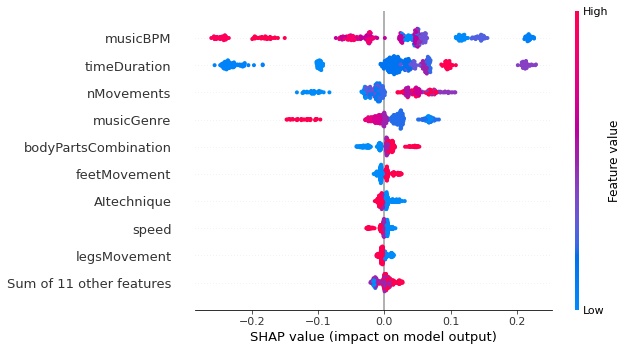 High
musicBPM
timeDuration
nMovements
musicGenre
bodyPartsCombination
feetMovement
AItechnique
speed
legsMovement
Sum of 11 other features
Feature value
Low
−0.2 −0.1 0.0 0.1 0.2
SHAP value (impact on model output)